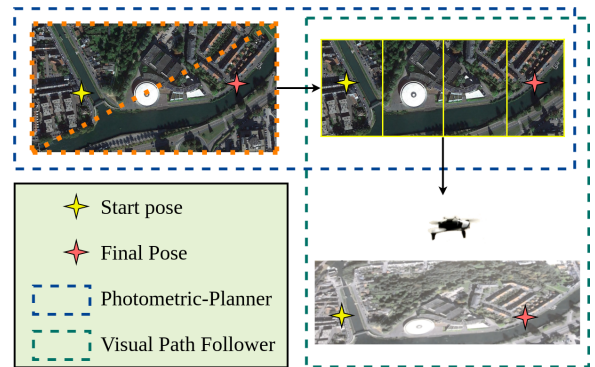 Start pose
Final Pose
Photometric-Planner
Visual Path Follower